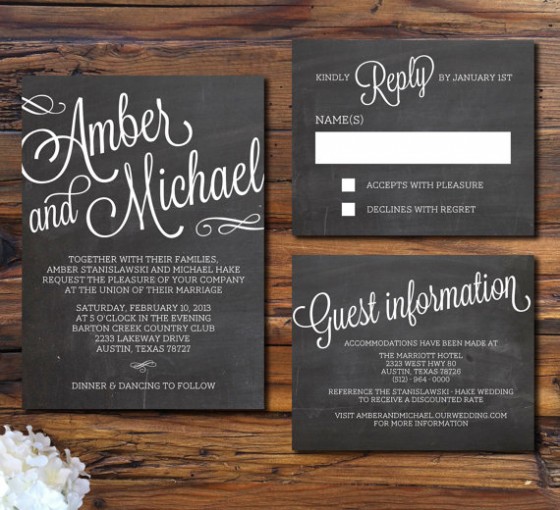 Amber
and Michael
TOGETHER WITH THEIR FAMILIES,
AMBER STANISLAWSKI AND MICHAEL HAKE
REQUEST THE PLEASURE OF YOUR COMPANY
AT THE UNION OF THEIR MARRIAGE
SATURDAY, FEBRUARY 10, 2013
AT 5 O'CLOCK IN THE EVENING
BARTON CREEK COUNTRY CLUB
2233 LAKEWAY DRIVE
AUSTIN, TEXAS 78727
DINNER & DANCING TO FOLLOW
KINDLY Reply BY JANUARY 1ST
NAME(S)
ACCEPTS WITH PLEASURE
DECLINES WITH REGRET
Guest information
ACCOMMODATIONS HAVE BEEN MADE AT
THE MARRIOTT HOTEL
2323 WEST HWY 80
AUSTIN, TEXAS 78726
(512) - 964 - 0000
REFERENCE THE STANISLAWSKI - HAKE WEDDING
TO RECEIVE A DISCOUNTED RATE
VISIT AMBERANDMICHAEL.OURWEDDING.COM
FOR MORE INFORMATION